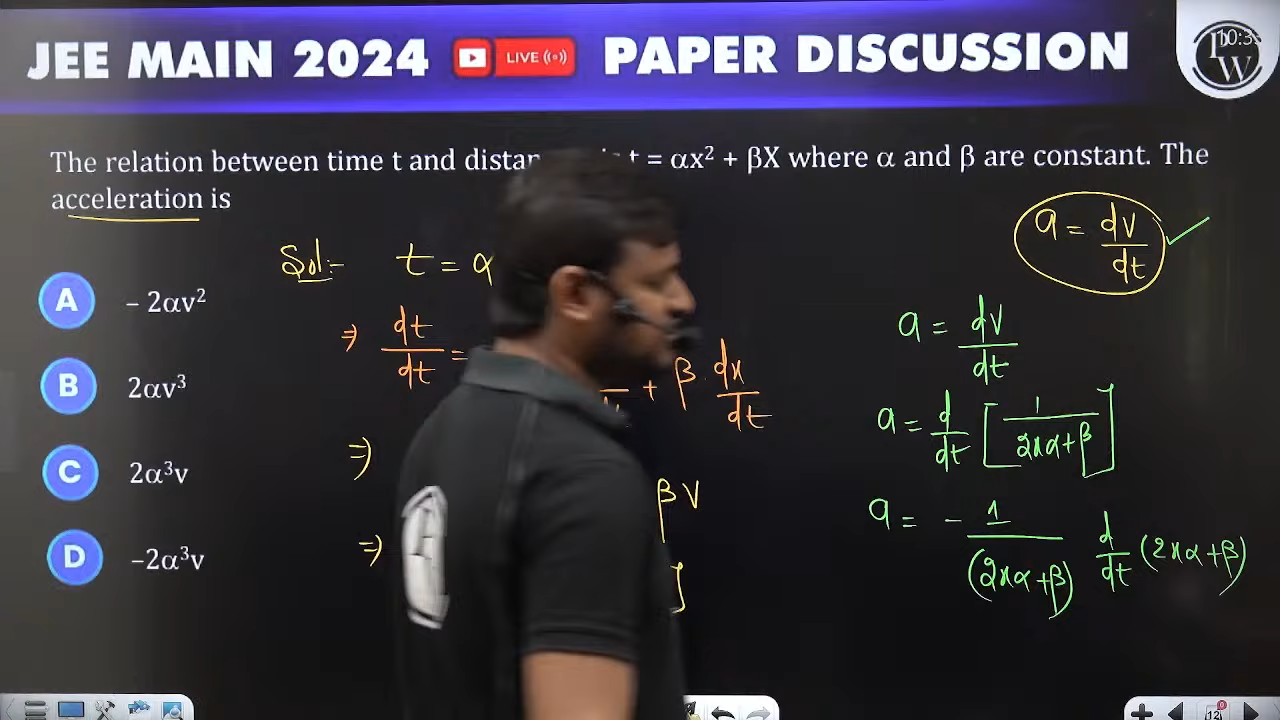 JEE MAIN 2024 LIVE PAPER DISCUSSION
The relation between time t and t = αx² + βX where α and β are constant. The
acceleration is
A - 2αv²
B 2αv³
C 2α³v
D -2α³v
Sol:- t = α
⇒ dt/dt = + β. dx/dt
⇒ βV
⇒ ]
a = dv/dt
a = dv/dt
a = d/dt [1/2xα+β]
a = - 1/(2xα+β) d/dt (2xα+β)
12